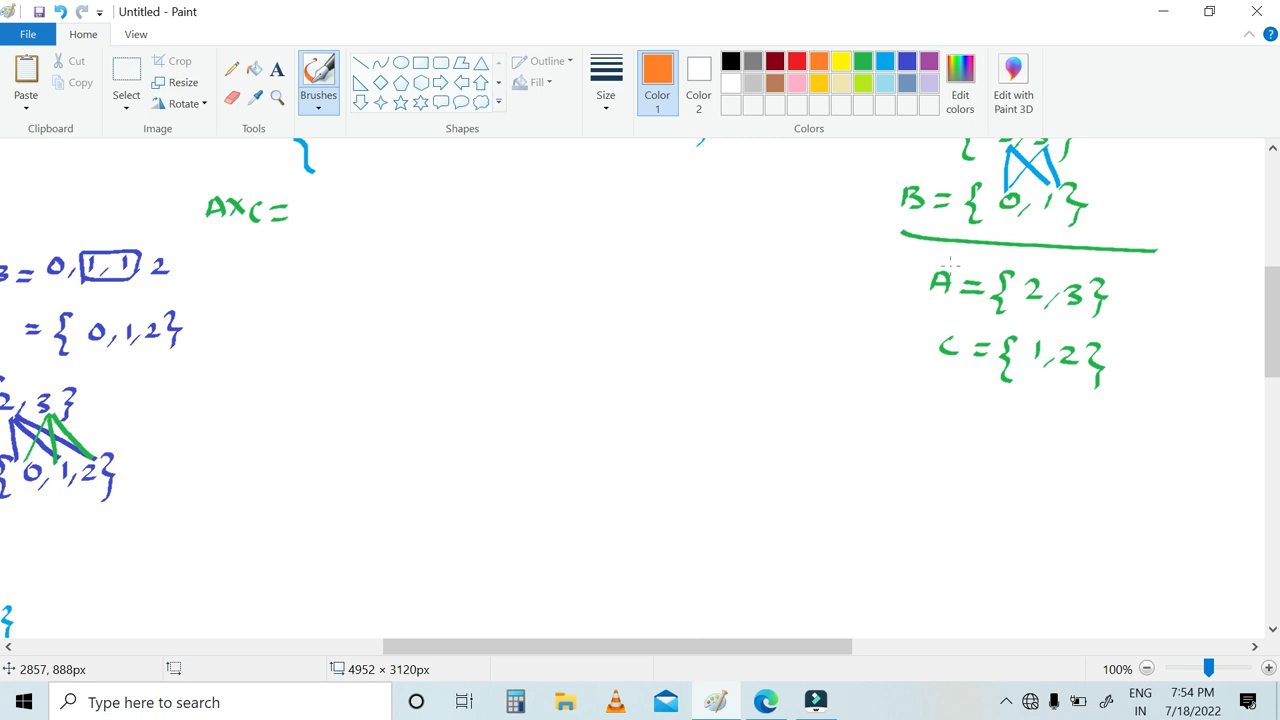 Untitled - Paint
File Home View
Paste
Cut
Copy
Clipboard
Select
Crop
Resize
Rotate
Image
A
Tools
Brushes
Outline
Fill
Shapes
Size
Color 1
Color 2
Edit colors
Edit with Paint 3D
Colors
B = { 0, 1 }
A×C =
B = 0, 1, 1 2
= { 0, 1, 2 }
A = { 2, 3 }
C = { 1, 2 }
2, 3 }
{ 0, 1, 2 }
}
2857, 888px
4952 × 3120px
100%
Type here to search
ENG
IN
7:54 PM
7/18/2022